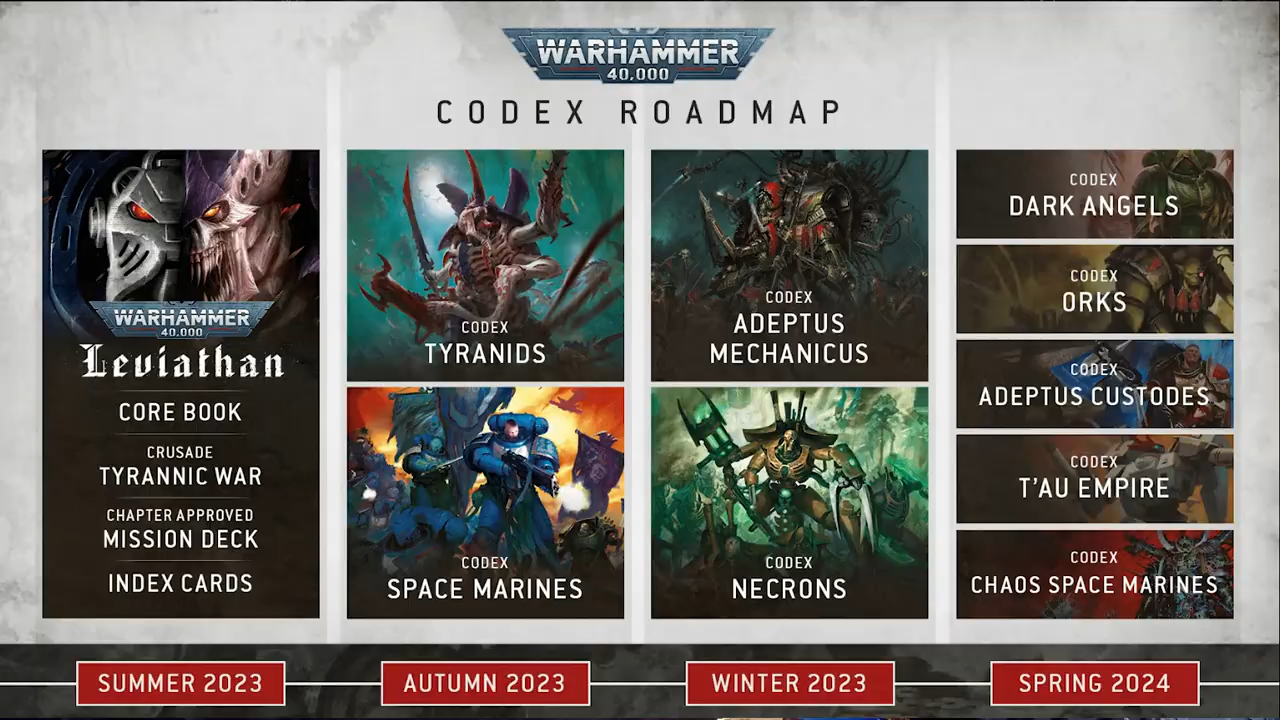 WARHAMMER
40,000
CODEX ROADMAP
WARHAMMER
40,000
Leviathan
CORE BOOK
CRUSADE
TYRANNIC WAR
CHAPTER APPROVED
MISSION DECK
INDEX CARDS
SUMMER 2023
CODEX
TYRANIDS
CODEX
SPACE MARINES
AUTUMN 2023
CODEX
ADEPTUS
MECHANICUS
CODEX
NECRONS
WINTER 2023
CODEX
DARK ANGELS
CODEX
ORKS
CODEX
ADEPTUS CUSTODES
CODEX
T'AU EMPIRE
CODEX
CHAOS SPACE MARINES
SPRING 2024